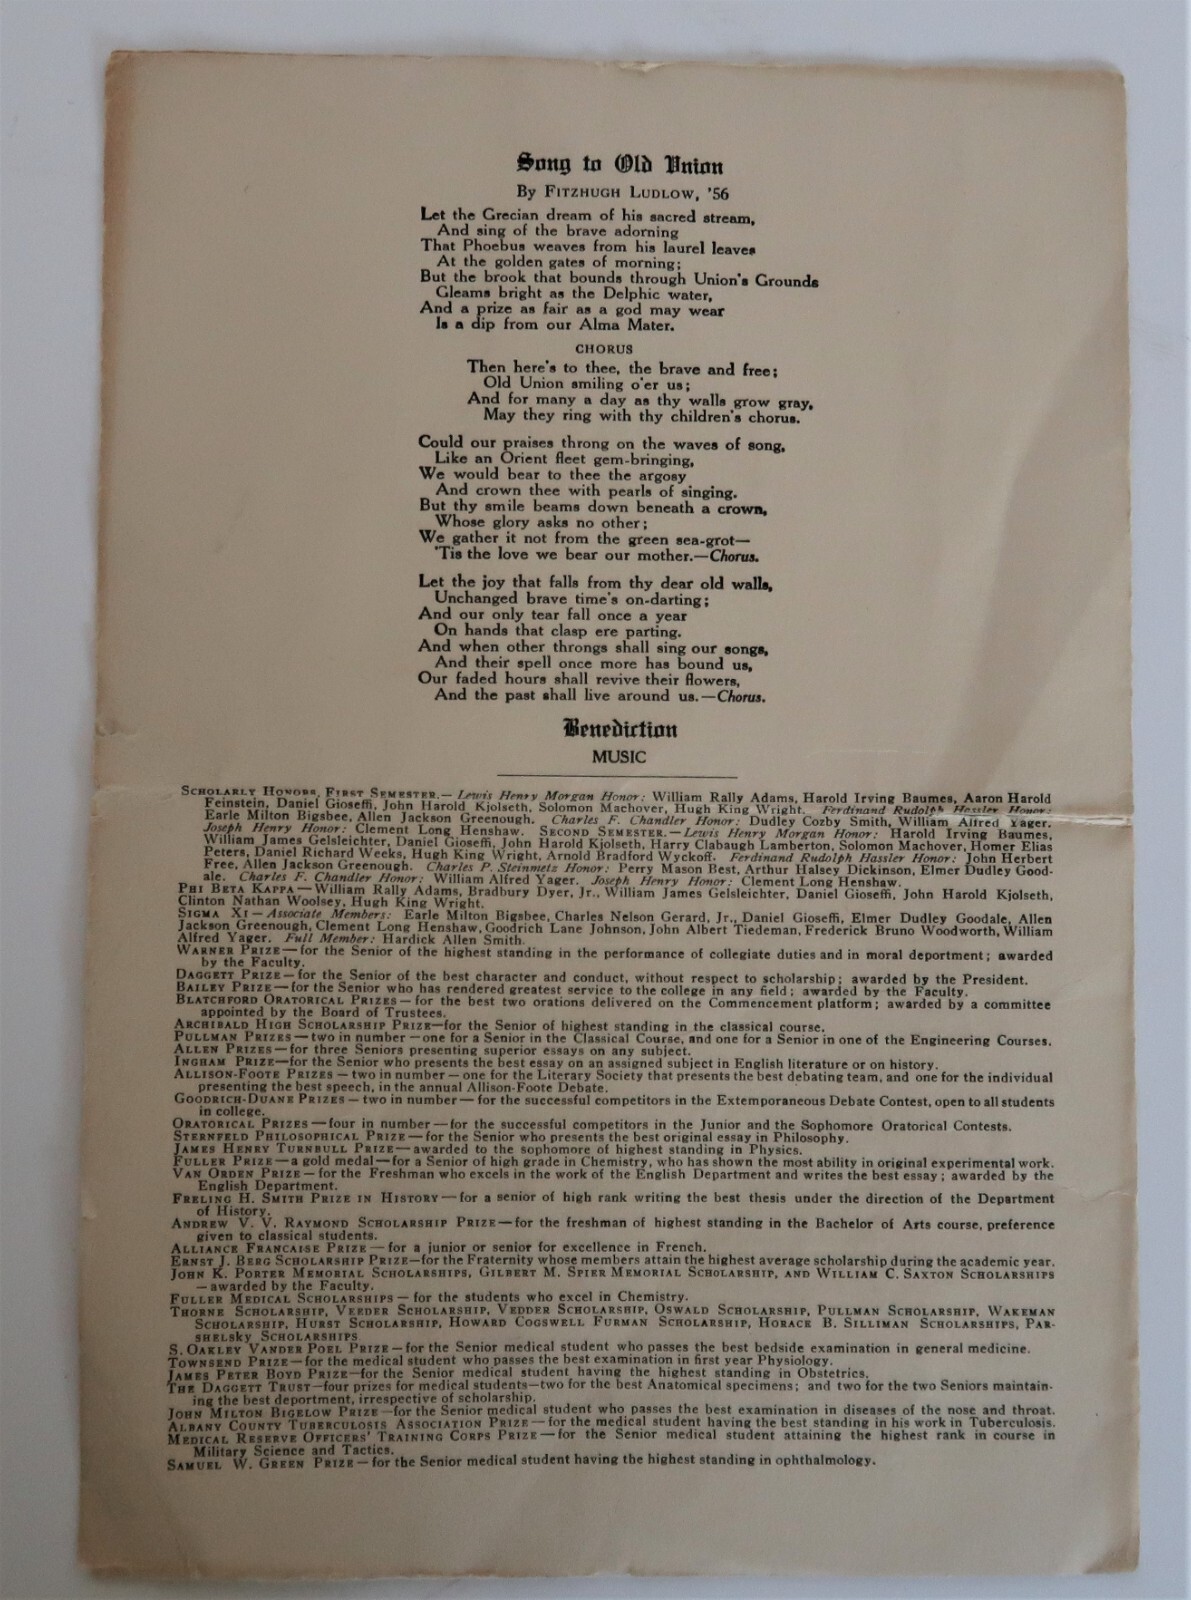 Song to Old Union
By Fitzhugh Ludlow, '56
Let the Grecian dream of his sacred stream,
And sing of the brave adorning
That Phoebus weaves from his laurel leaves
At the golden gates of morning;
But the brook that bounds through Union's Grounds
Gleams bright as the Delphic water,
And a prize as fair as a god may wear
Is a dip from our Alma Mater.
CHORUS
Then here's to thee, the brave and free;
Old Union smiling o'er us;
And for many a day as thy walls grow gray,
May they ring with thy children's chorus.
Could our praises throng on the waves of song,
Like an Orient fleet gem-bringing,
We would bear to thee the argosy
And crown thee with pearls of singing.
But thy smile beams down beneath a crown,
Whose glory asks no other;
We gather it not from the green sea-grot—
'Tis the love we bear our mother.—Chorus.
Let the joy that falls from thy dear old walls,
Unchanged brave time's on-darting;
And our only tear fall once a year
On hands that clasp ere parting.
And when other throngs shall sing our songs,
And their spell once more has bound us,
Our faded hours shall revive their flowers,
And the past shall live around us.—Chorus.
Benediction
MUSIC
Scholarly Honors, First Semester.—Lewis Henry Morgan Honor: William Rally Adams, Harold Irving Baumes, Aaron Harold
Feinstein, Daniel Gioseffi, John Harold Kjolseth, Solomon Machover, Hugh King Wright. Ferdinand Rudolph Hassler Honor:
Earle Milton Bigsbee, Allen Jackson Greenough. Charles F. Chandler Honor: Dudley Cozby Smith, William Alfred Yager.
Joseph Henry Honor: Clement Long Henshaw. Second Semester.—Lewis Henry Morgan Honor: Harold Irving Baumes,
William James Gelsleichter, Daniel Gioseffi, John Harold Kjolseth, Harry Clabaugh Lamberton, Solomon Machover, Homer Elias
Peters, Daniel Richard Weeks, Hugh King Wright, Arnold Bradford Wyckoff. Ferdinand Rudolph Hassler Honor: John Herbert
Free, Allen Jackson Greenough. Charles P. Steinmetz Honor: Perry Mason Best, Arthur Halsey Dickinson, Elmer Dudley Good-
ale. Charles F. Chandler Honor: William Alfred Yager. Joseph Henry Honor: Clement Long Henshaw.
Phi Beta Kappa—William Rally Adams, Bradbury Dyer, Jr., William James Gelsleichter, Daniel Gioseffi, John Harold Kjolseth,
Clinton Nathan Woolsey, Hugh King Wright.
Sigma Xi—Associate Members: Earle Milton Bigsbee, Charles Nelson Gerard, Jr., Daniel Gioseffi, Elmer Dudley Goodale, Allen
Jackson Greenough, Clement Long Henshaw, Goodrich Lane Johnson, John Albert Tiedeman, Frederick Bruno Woodworth, William
Alfred Yager. Full Member: Hardick Allen Smith.
Warner Prize—for the Senior of the highest standing in the performance of collegiate duties and in moral deportment; awarded
by the Faculty.
Daggett Prize—for the Senior of the best character and conduct, without respect to scholarship; awarded by the President.
Bailey Prize—for the Senior who has rendered greatest service to the college in any field; awarded by the Faculty.
Blatchford Oratorical Prizes—for the best two orations delivered on the Commencement platform; awarded by a committee
appointed by the Board of Trustees.
Archibald High Scholarship Prize—for the Senior of highest standing in the classical course.
Pullman Prizes—two in number—one for a Senior in the Classical Course, and one for a Senior in one of the Engineering Courses.
Allen Prizes—for three Seniors presenting superior essays on any subject.
Ingham Prize—for the Senior who presents the best essay on an assigned subject in English literature or on history.
Allison-Foote Prizes—two in number—one for the Literary Society that presents the best debating team, and one for the individual
presenting the best speech, in the annual Allison-Foote Debate.
Goodrich-Duane Prizes—two in number—for the successful competitors in the Extemporaneous Debate Contest, open to all students
in college.
Oratorical Prizes—four in number—for the successful competitors in the Junior and the Sophomore Oratorical Contests.
Sternfeld Philosophical Prize—for the Senior who presents the best original essay in Philosophy.
James Henry Turnbull Prize—awarded to the sophomore of highest standing in Physics.
Fuller Prize—a gold medal—for a Senior of high grade in Chemistry, who has shown the most ability in original experimental work.
Van Orden Prize—for the Freshman who excels in the work of the English Department and writes the best essay; awarded by the
English Department.
Freling H. Smith Prize in History—for a senior of high rank writing the best thesis under the direction of the Department
of History.
Andrew V. V. Raymond Scholarship Prize—for the freshman of highest standing in the Bachelor of Arts course, preference
given to classical students.
Alliance Francaise Prize—for a junior or senior for excellence in French.
Ernst J. Berg Scholarship Prize—for the Fraternity whose members attain the highest average scholarship during the academic year.
John K. Porter Memorial Scholarships, Gilbert M. Spier Memorial Scholarship, and William C. Saxton Scholarships
—awarded by the Faculty.
Fuller Medical Scholarships—for the students who excel in Chemistry.
Thorne Scholarship, Veeder Scholarship, Vedder Scholarship, Oswald Scholarship, Pullman Scholarship, Wakeman
Scholarship, Hurst Scholarship, Howard Cogswell Furman Scholarship, Horace B. Silliman Scholarships, Par-
shelsky Scholarships
S. Oakley Vander Poel Prize—for the Senior medical student who passes the best bedside examination in general medicine.
Townsend Prize—for the medical student who passes the best examination in first year Physiology.
James Peter Boyd Prize—for the Senior medical student having the highest standing in Obstetrics.
The Daggett Trust—four prizes for medical students—two for the best Anatomical specimens; and two for the two Seniors maintain-
ing the best deportment, irrespective of scholarship.
John Milton Bigelow Prize—for the Senior medical student who passes the best examination in diseases of the nose and throat.
Albany County Tuberculosis Association Prize—for the medical student having the best standing in his work in Tuberculosis.
Medical Reserve Officers' Training Corps Prize—for the Senior medical student attaining the highest rank in course in
Military Science and Tactics.
Samuel W. Green Prize—for the Senior medical student having the highest standing in ophthalmology.